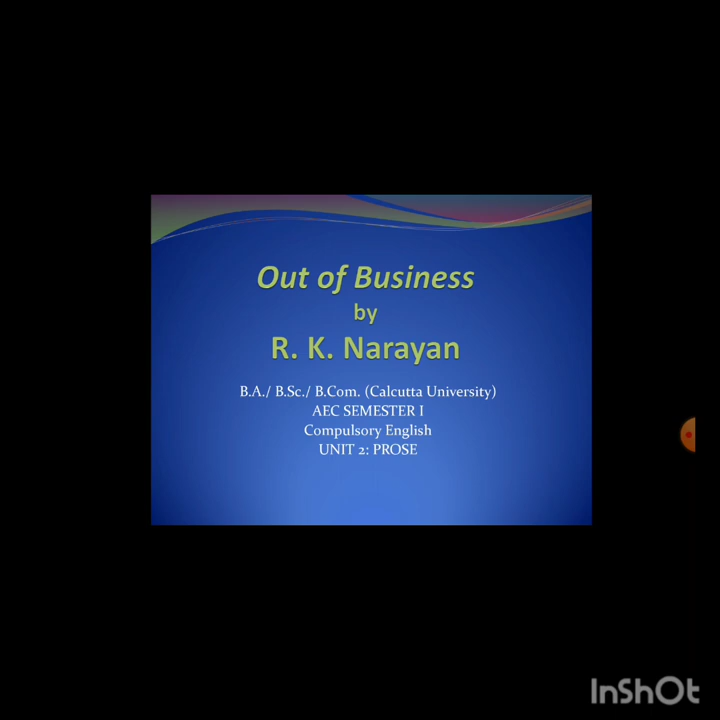 Out of Business
by
R. K. Narayan
B.A./ B.Sc./ B.Com. (Calcutta University)
AEC SEMESTER I
Compulsory English
UNIT 2: PROSE
InShOt